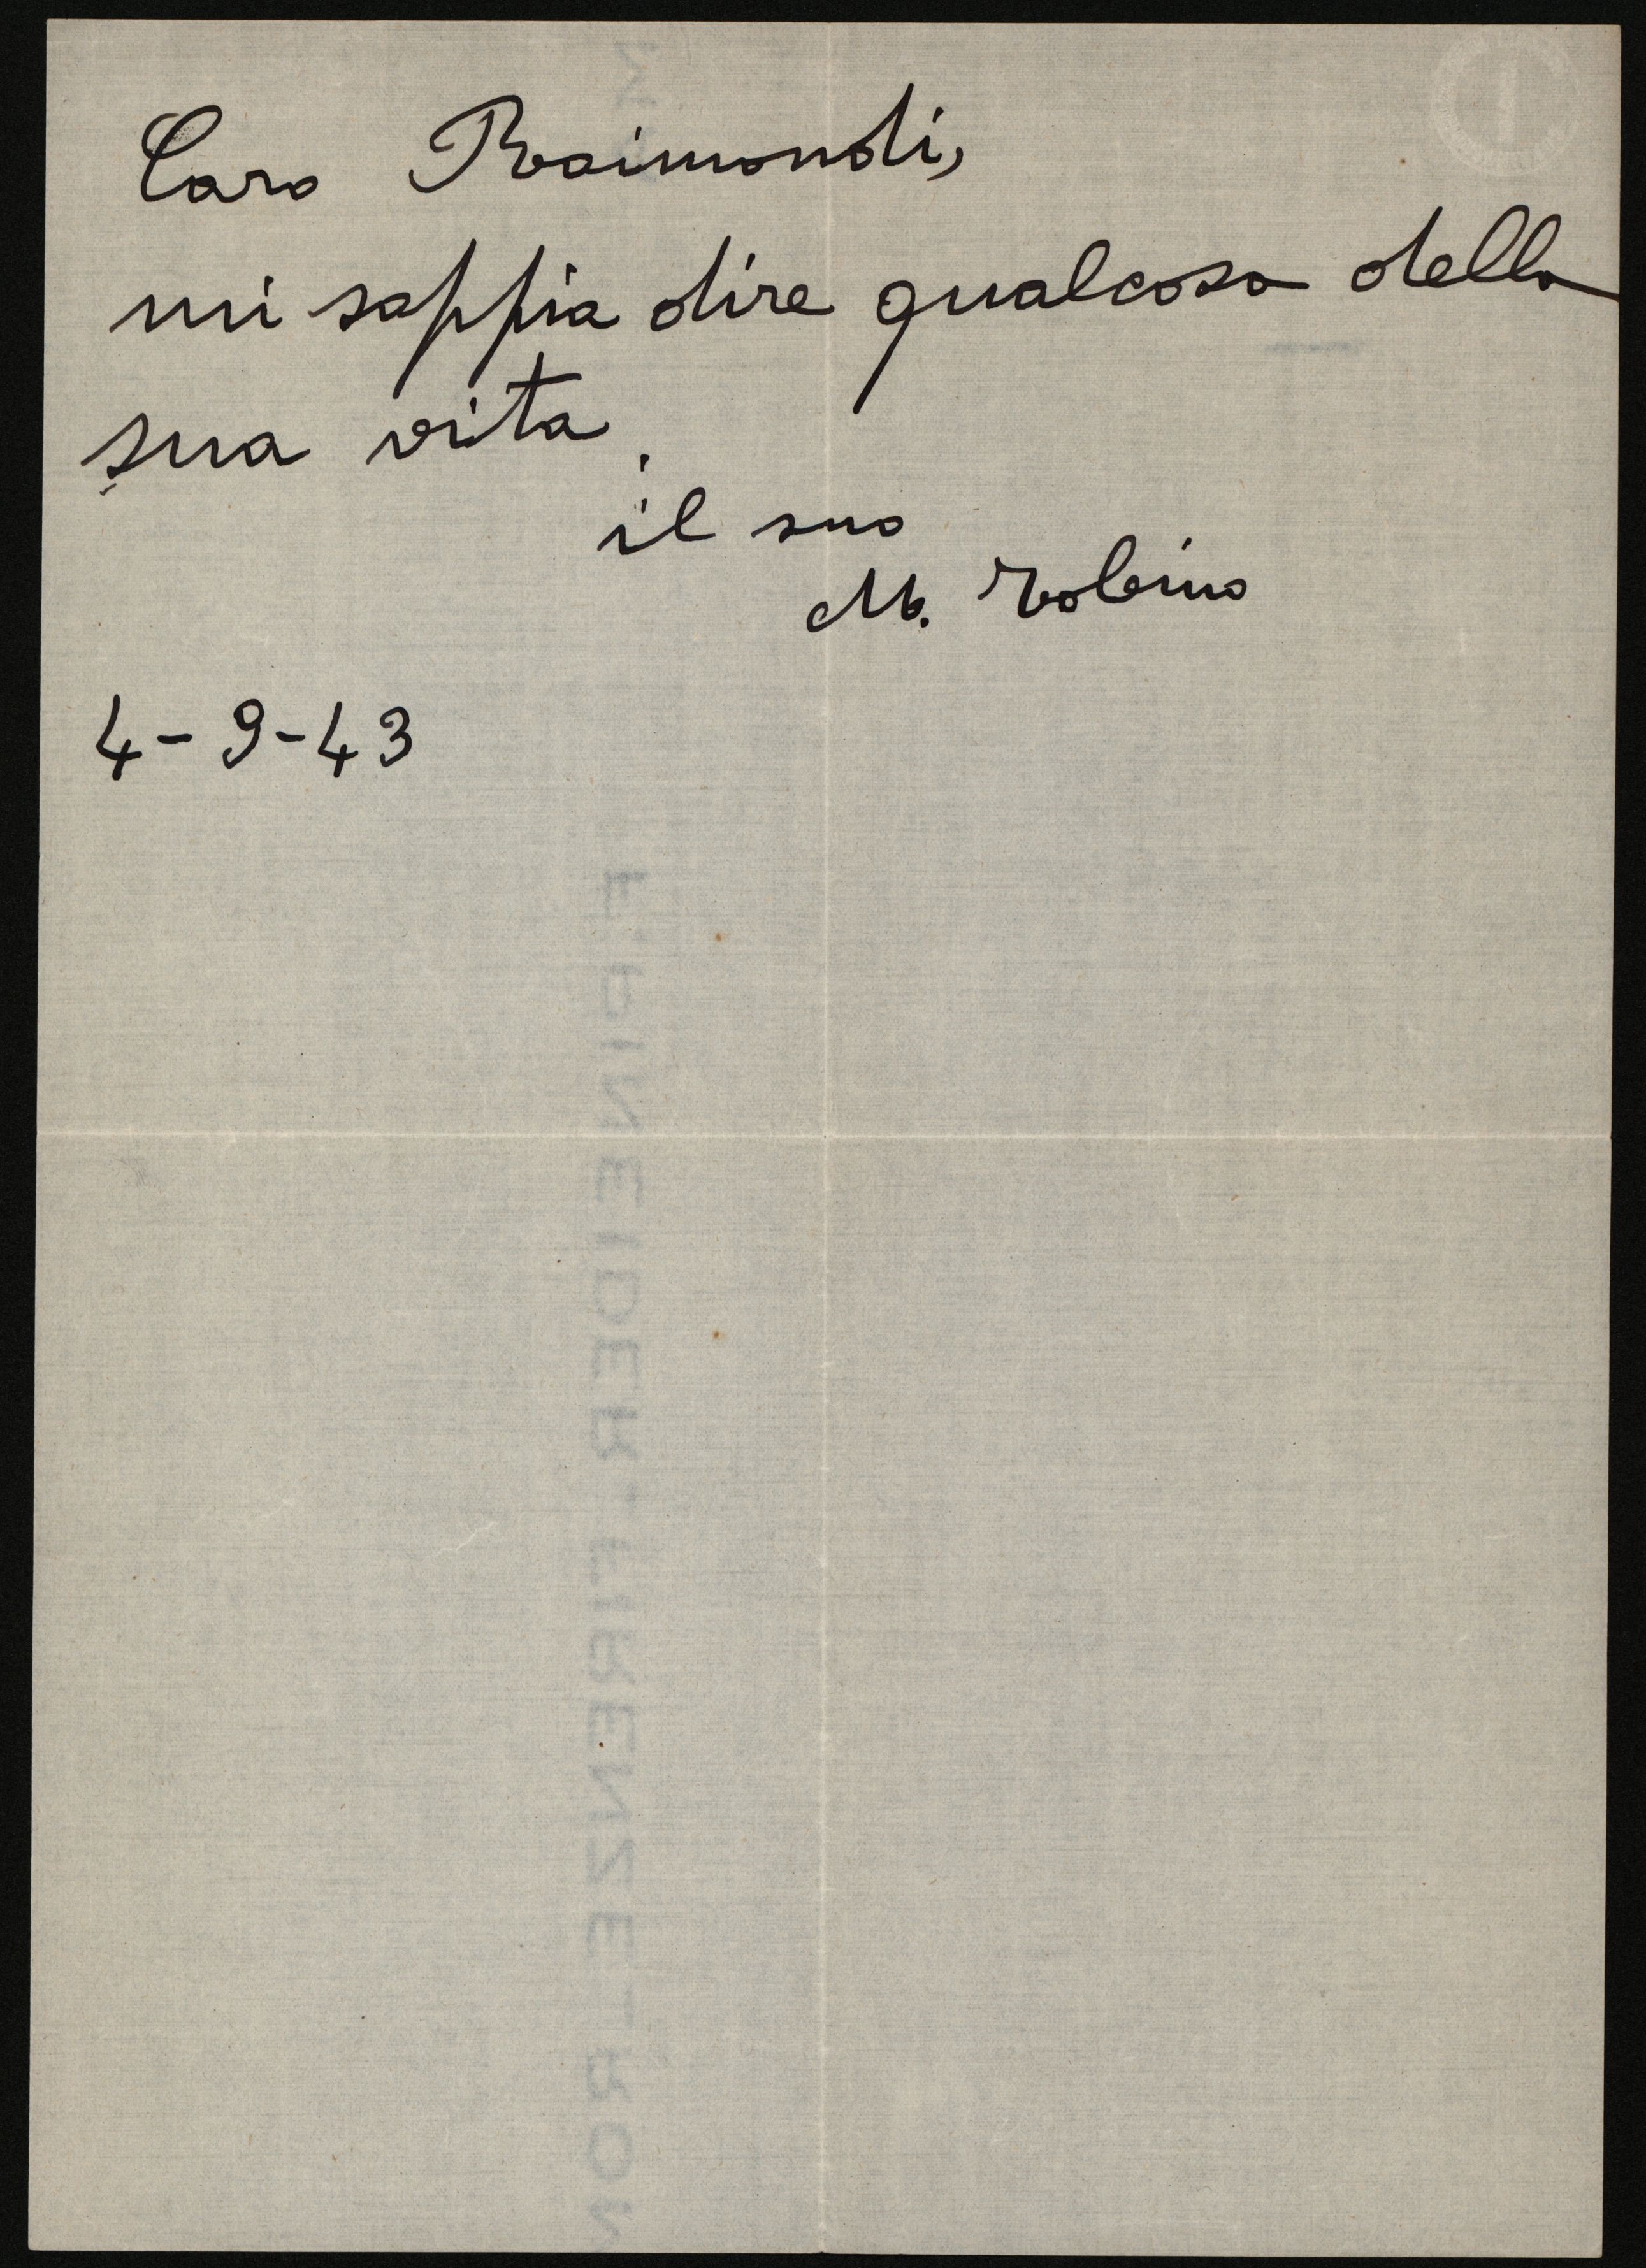 Caro Raimondi,
mi sappia dire qualcosa della
sua vita.
il suo
M. Tobino
4-9-43